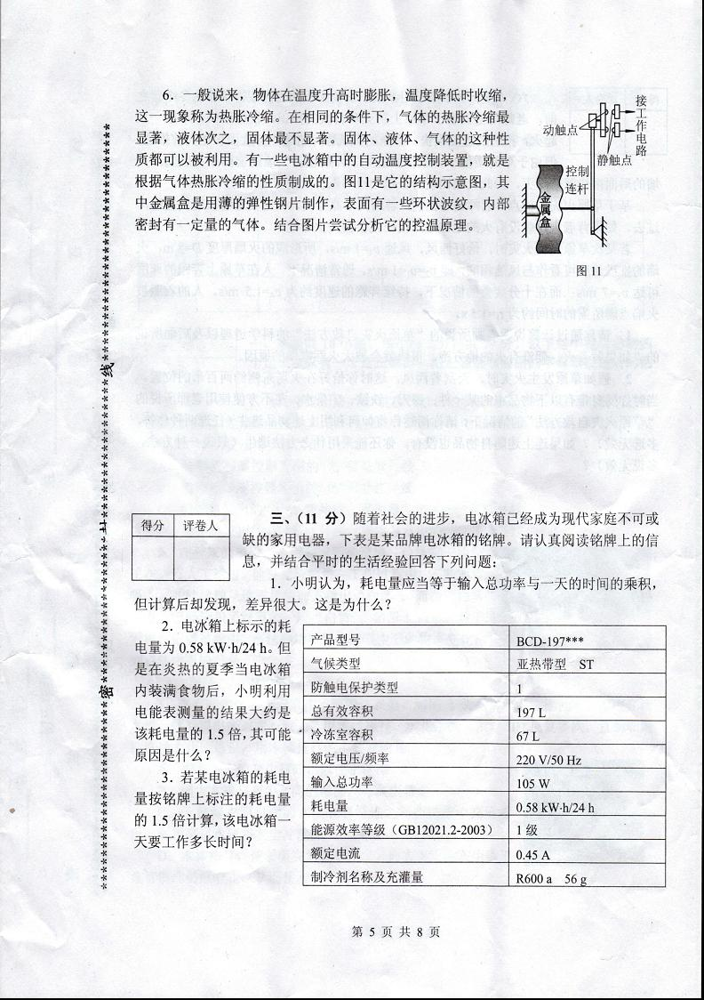 6．一般说来，物体在温度升高时膨胀，温度降低时收缩，
这一现象称为热胀冷缩。在相同的条件下，气体的热胀冷缩最
显著，液体次之，固体最不显著。固体、液体、气体的这种性
质都可以被利用。有一些电冰箱中的自动温度控制装置，就是
根据气体热胀冷缩的性质制成的。图11是它的结构示意图，其
中金属盒是用薄的弹性钢片制作，表面有一些环状波纹，内部
密封有一定量的气体。结合图片尝试分析它的控温原理。
接工作电路
动触点
静触点
控制
连杆
金属盒
图 11
线
密
得分 评卷人
三、（11 分）随着社会的进步，电冰箱已经成为现代家庭不可或
缺的家用电器，下表是某品牌电冰箱的铭牌。请认真阅读铭牌上的信
息，并结合平时的生活经验回答下列问题：
1．小明认为，耗电量应当等于输入总功率与一天的时间的乘积，
但计算后却发现，差异很大。这是为什么？
2．电冰箱上标示的耗
电量为 0.58 kW·h/24 h。但
是在炎热的夏季当电冰箱
内装满食物后，小明利用
电能表测量的结果大约是
该耗电量的 1.5 倍，其可能
原因是什么？
3．若某电冰箱的耗电
量按铭牌上标注的耗电量
的 1.5 倍计算，该电冰箱一
天要工作多长时间？
产品型号 BCD-197***
气候类型 亚热带型 ST
防触电保护类型 1
总有效容积 197 L
冷冻室容积 67 L
额定电压/频率 220 V/50 Hz
输入总功率 105 W
耗电量 0.58 kW·h/24 h
能源效率等级（GB12021.2-2003） 1 级
额定电流 0.45 A
制冷剂名称及充灌量 R600 a 56 g
第 5 页 共 8 页